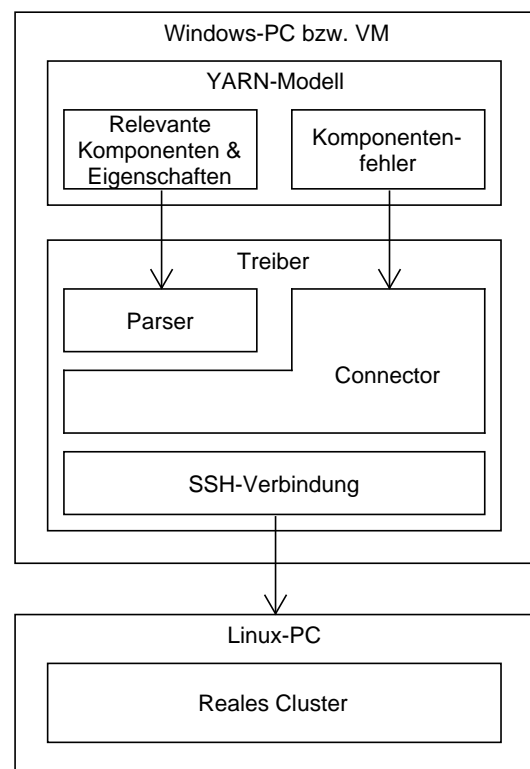 Windows-PC bzw. VM
YARN-Modell
Relevante
Komponenten &
Eigenschaften
Komponenten-
fehler
Treiber
Parser
Connector
SSH-Verbindung
Linux-PC
Reales Cluster